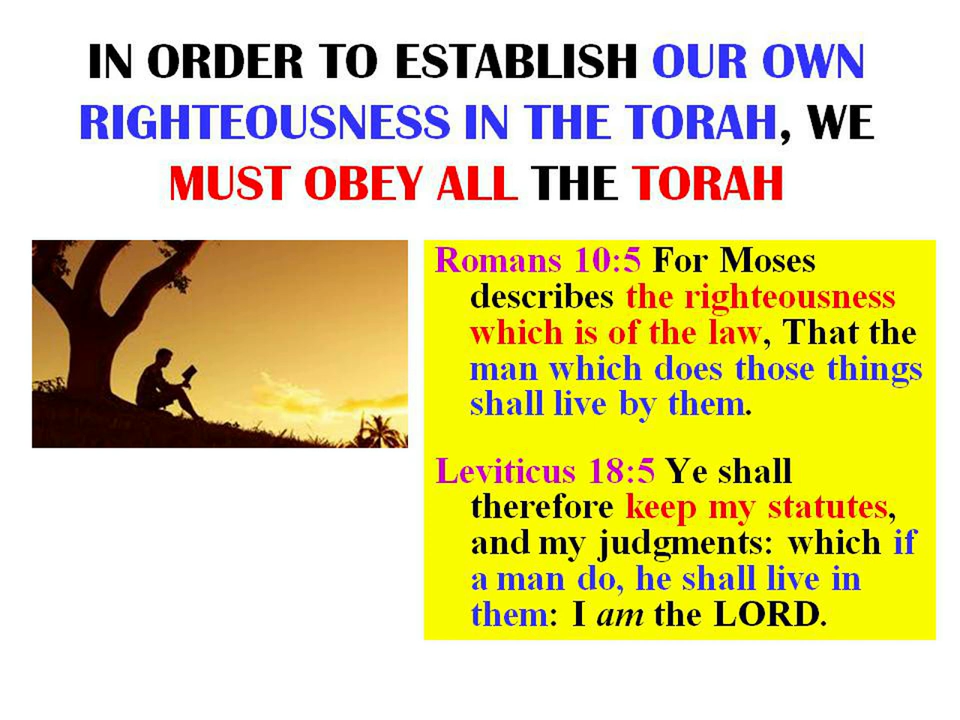 IN ORDER TO ESTABLISH OUR OWN
RIGHTEOUSNESS IN THE TORAH, WE
MUST OBEY ALL THE TORAH
Romans 10:5 For Moses
describes the righteousness
which is of the law, That the
man which does those things
shall live by them.
Leviticus 18:5 Ye shall
therefore keep my statutes,
and my judgments: which if
a man do, he shall live in
them: I am the LORD.